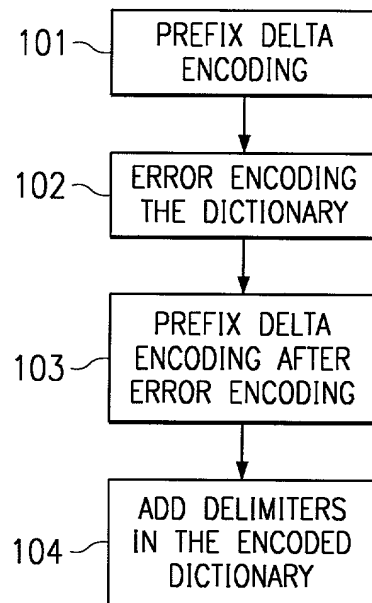 101
PREFIX DELTA
ENCODING
102
ERROR ENCODING
THE DICTIONARY
103
PREFIX DELTA
ENCODING AFTER
ERROR ENCODING
104
ADD DELIMITERS
IN THE ENCODED
DICTIONARY